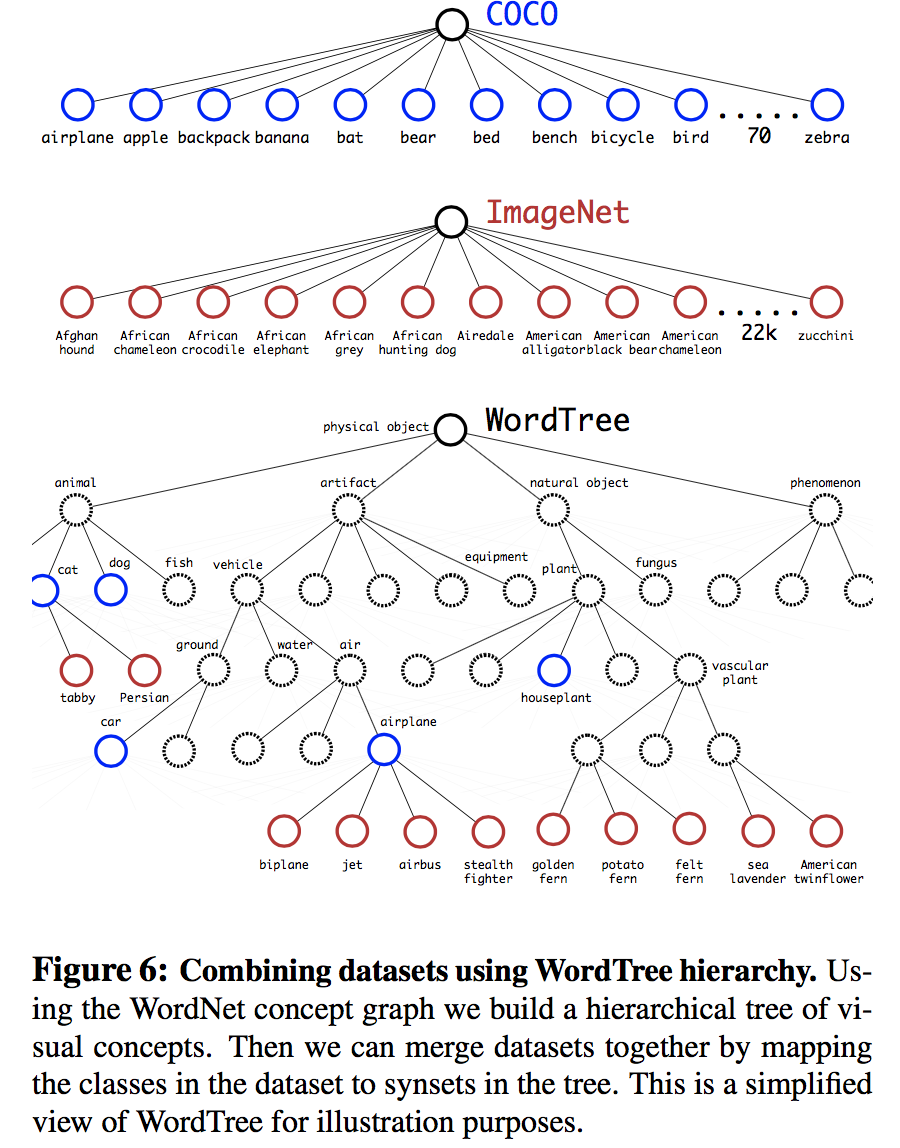 COCO
airplane apple backpack banana bat bear bed bench bicycle bird ..... 70 zebra
ImageNet
Afghan hound
African chameleon
African crocodile
African elephant
African grey
African hunting dog
Airedale
American alligator
American black bear
American chameleon
..... 22k
zucchini
WordTree
physical object
animal artifact natural object phenomenon
cat dog fish vehicle equipment plant fungus
ground water air vascular plant
tabby Persian houseplant
car airplane
biplane jet airbus
stealth fighter
golden fern
potato fern
felt fern
sea lavender
American twinflower
Figure 6: Combining datasets using WordTree hierarchy. Us-
ing the WordNet concept graph we build a hierarchical tree of vi-
sual concepts. Then we can merge datasets together by mapping
the classes in the dataset to synsets in the tree. This is a simplified
view of WordTree for illustration purposes.